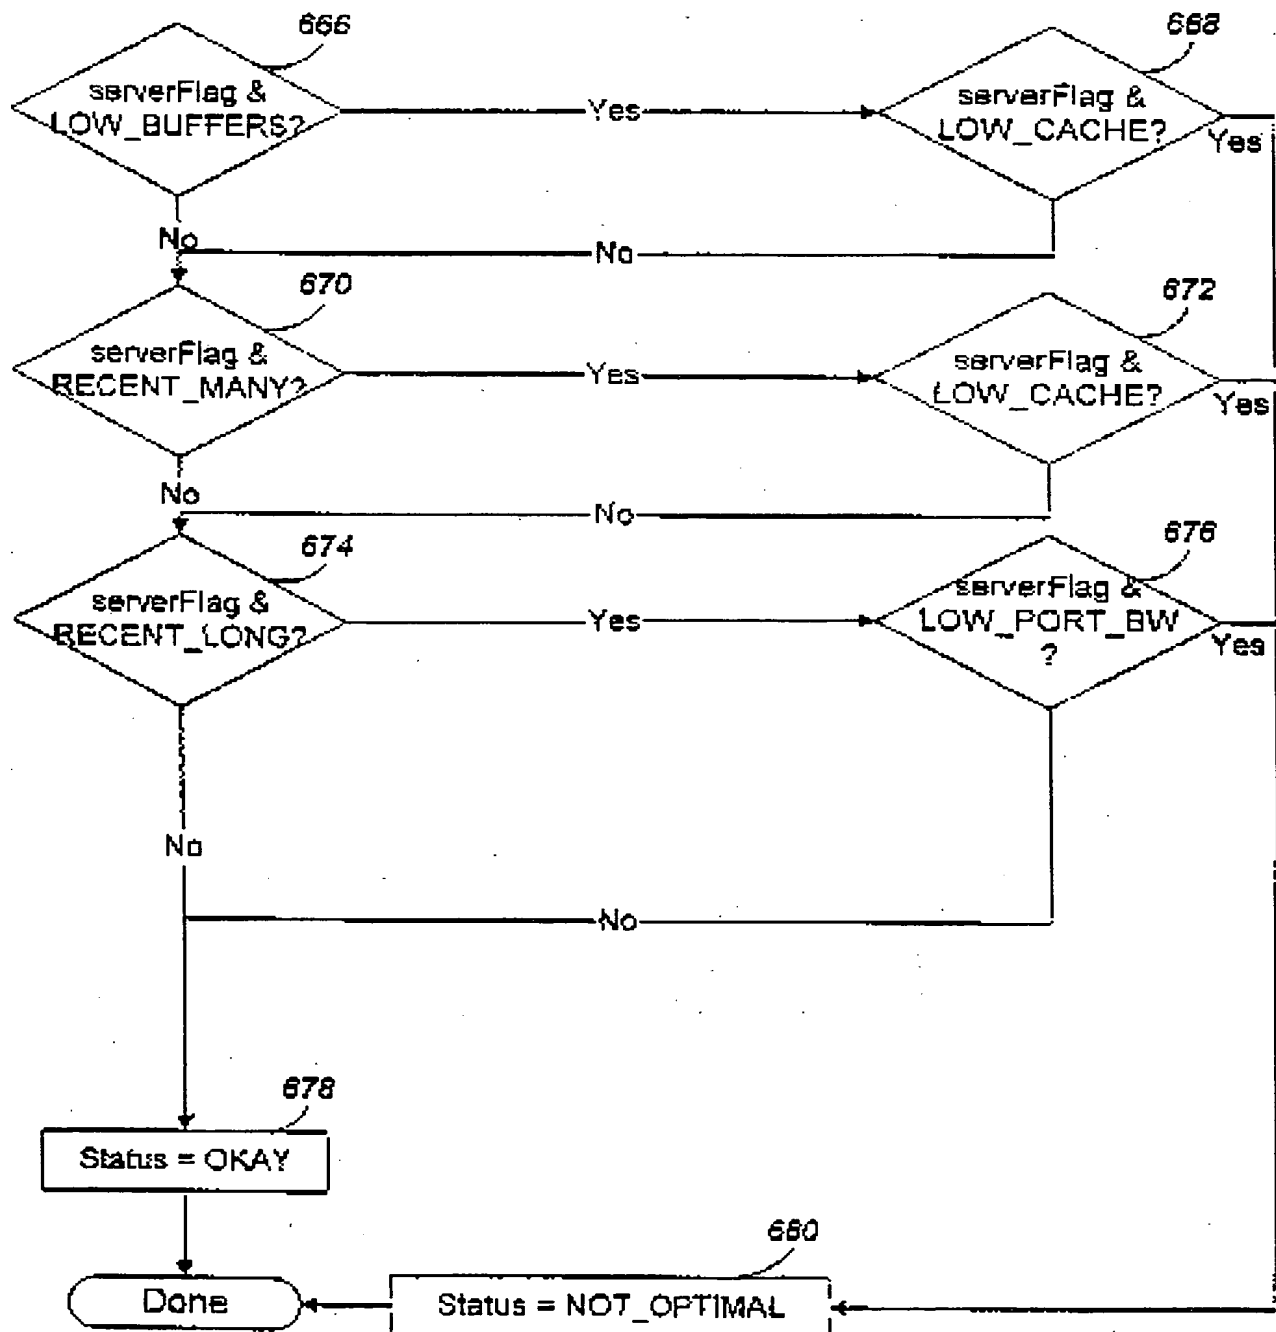 666
668
serverFlag &
LOW_BUFFERS?
Yes
serverFlag &
LOW_CACHE?
Yes
No
No
670
672
serverFlag &
RECENT_MANY?
Yes
serverFlag &
LOW_CACHE?
Yes
No
No
674
676
serverFlag &
RECENT_LONG?
Yes
serverFlag &
LOW_PORT_BW
?
Yes
No
No
678
Status = OKAY
680
Done
Status = NOT_OPTIMAL